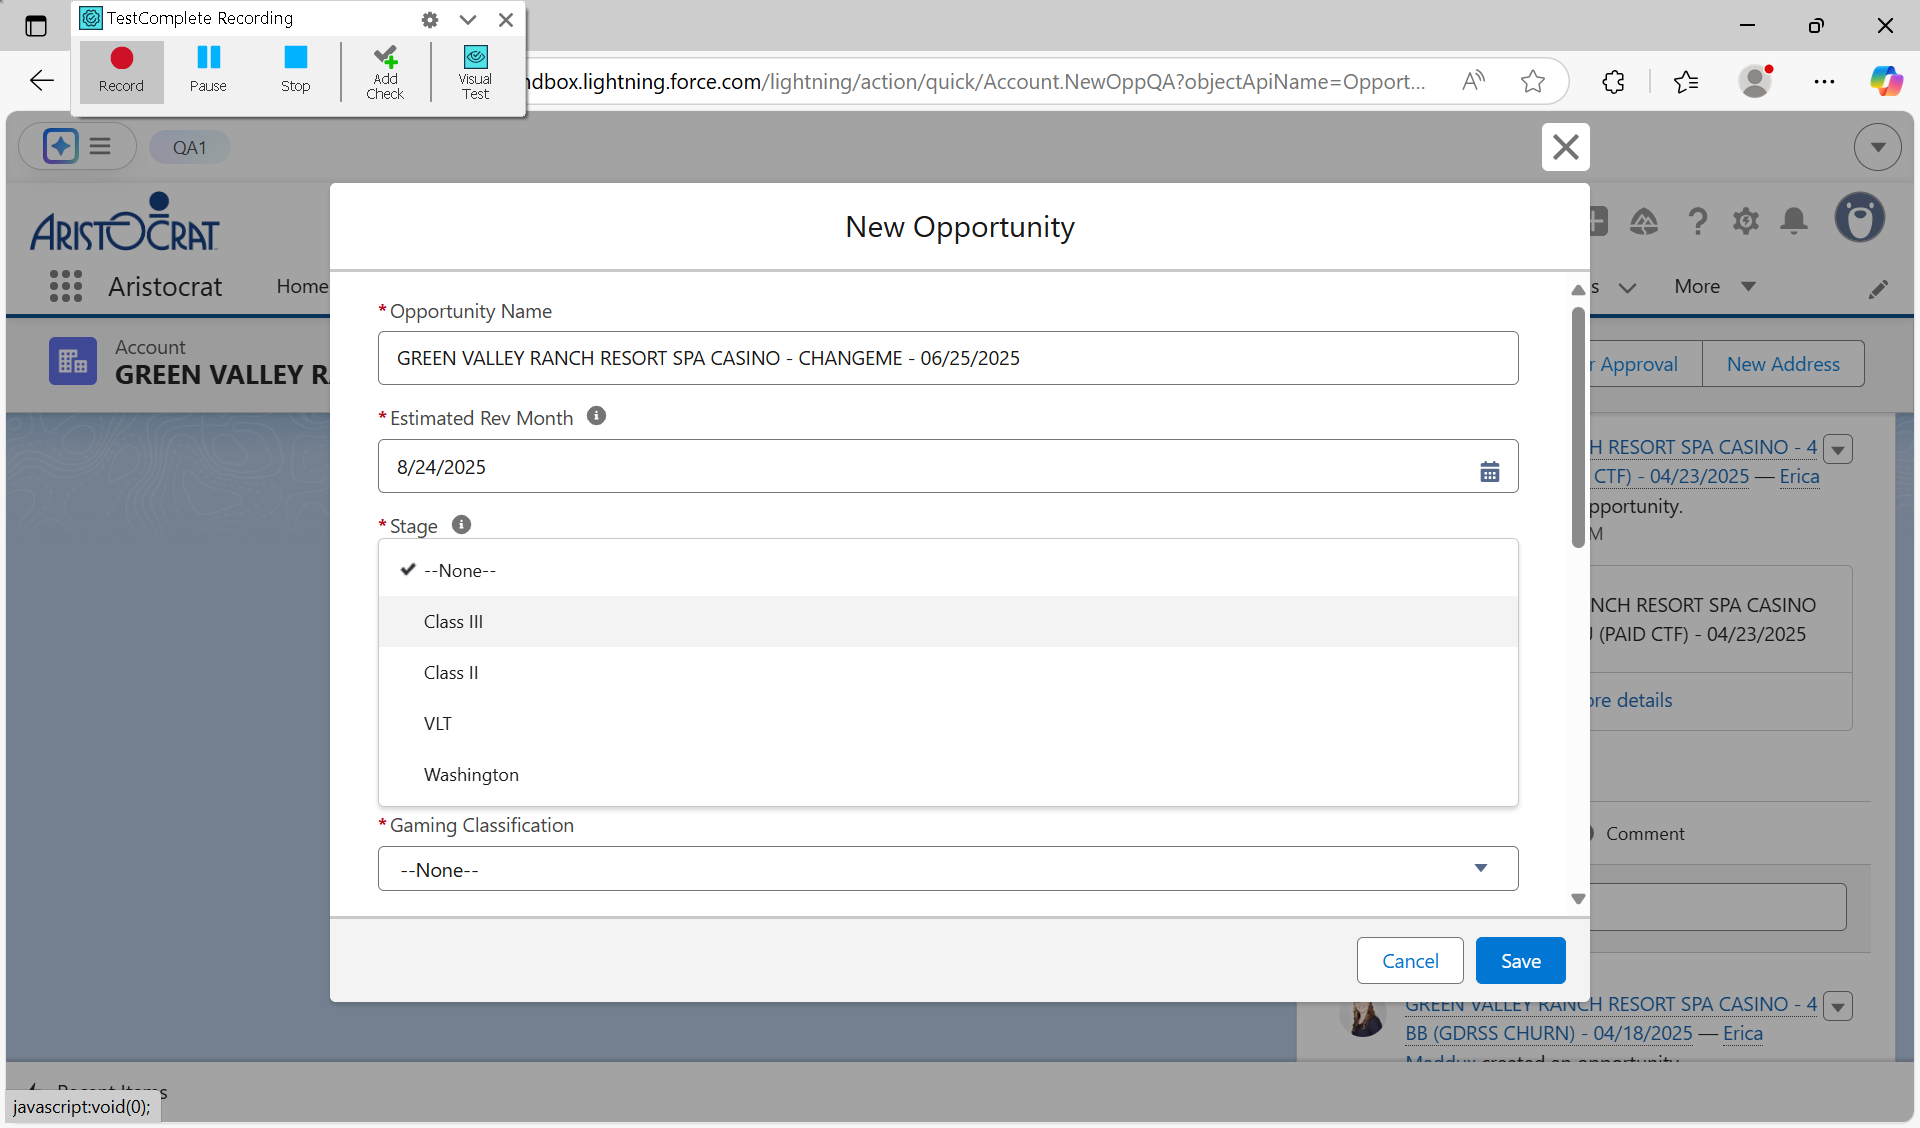 TestComplete Recording
Record
Pause
Stop
Add
Check
Visual
Test
ndbox.lightning.force.com/lightning/action/quick/Account.NewOppQA?objectApiName=Opport...
QA1
ARISTOCRAT
Aristocrat
Home
s
More
Account
GREEN VALLEY R
r Approval
New Address
New Opportunity
*Opportunity Name
GREEN VALLEY RANCH RESORT SPA CASINO - CHANGEME - 06/25/2025
*Estimated Rev Month
8/24/2025
*Stage
--None--
Class III
Class II
VLT
Washington
*Gaming Classification
--None--
Cancel
Save
H RESORT SPA CASINO - 4
CTF) - 04/23/2025 — Erica
pportunity.
M
NCH RESORT SPA CASINO
(PAID CTF) - 04/23/2025
ore details
Comment
GREEN VALLEY RANCH RESORT SPA CASINO - 4
BB (GDRSS CHURN) - 04/18/2025 — Erica
Maddux created an opportunity.
Recent Items
javascript:void(0);